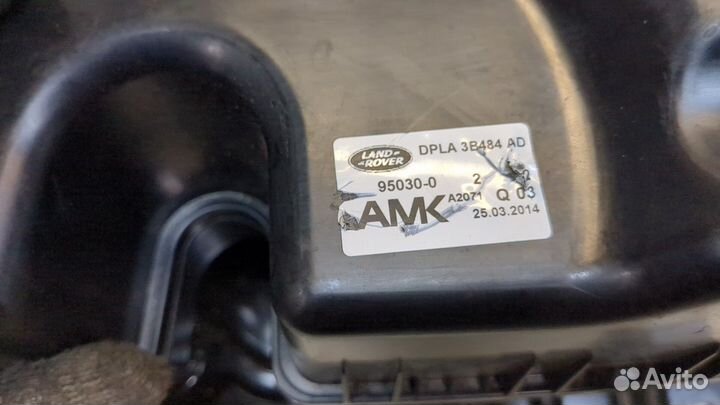 LAND ROVER
DPLA 3B484 AD
95030-0 2
AMK A2071 Q 03
25.03.2014
Avito